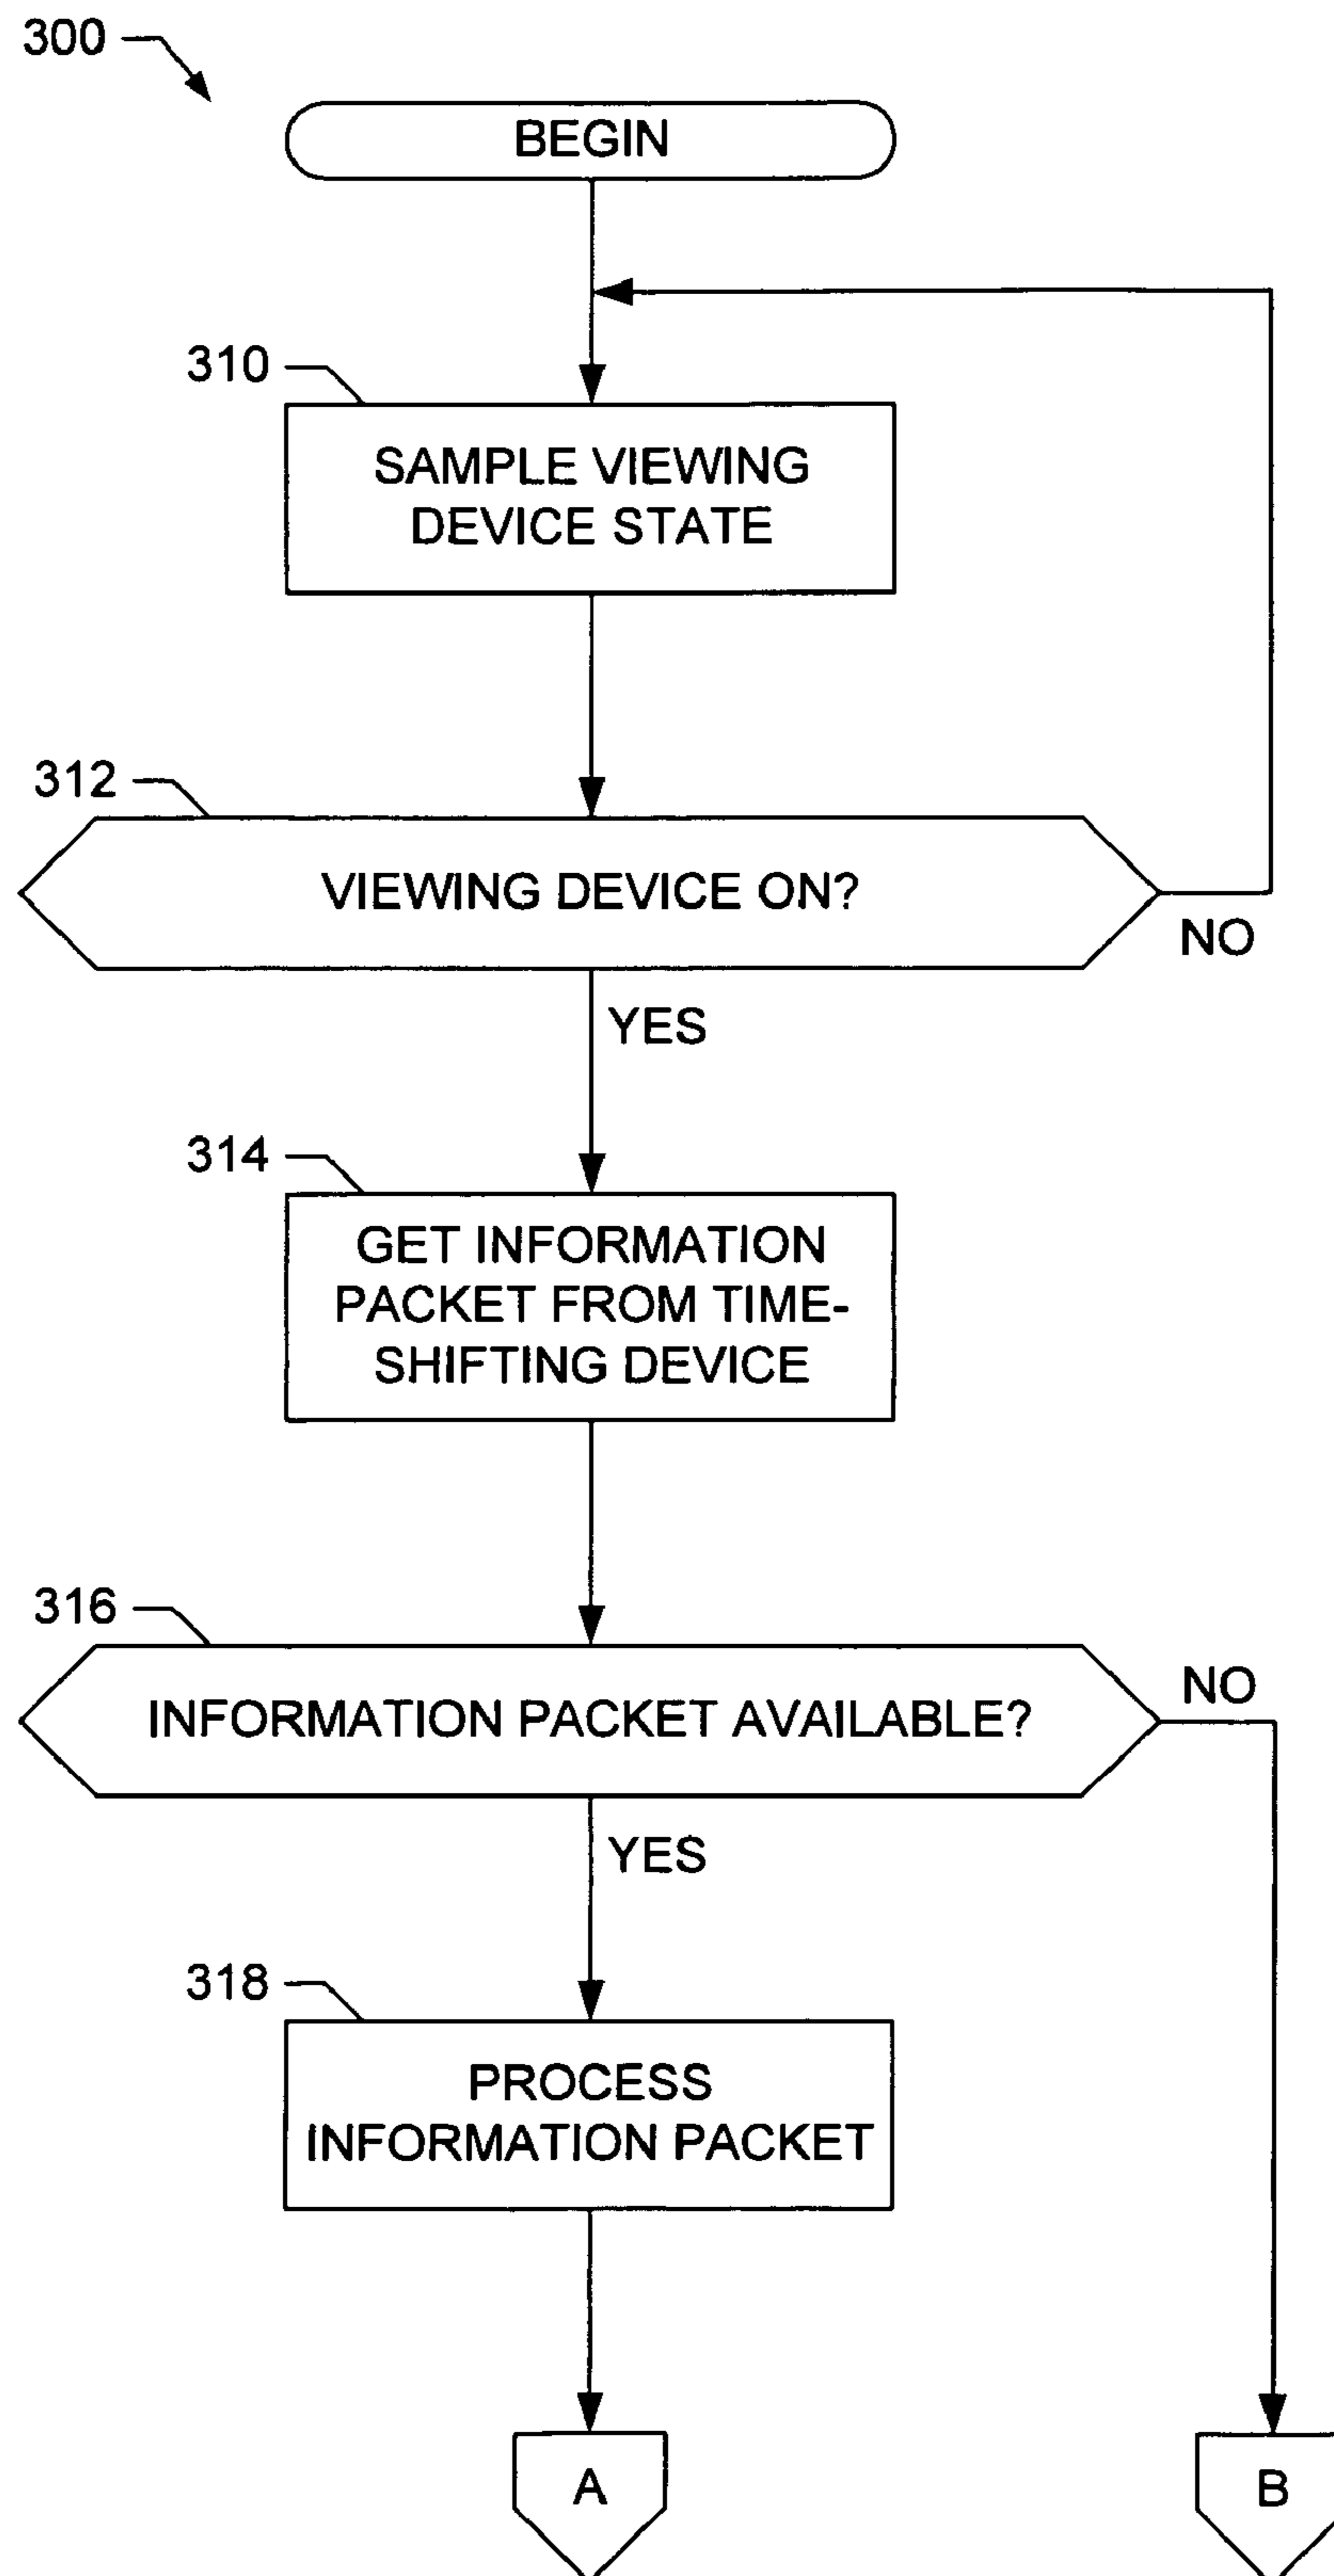 300
BEGIN
310
SAMPLE VIEWING
DEVICE STATE
312
VIEWING DEVICE ON?
NO
YES
314
GET INFORMATION
PACKET FROM TIME-
SHIFTING DEVICE
316
INFORMATION PACKET AVAILABLE?
NO
YES
318
PROCESS
INFORMATION PACKET
A
B